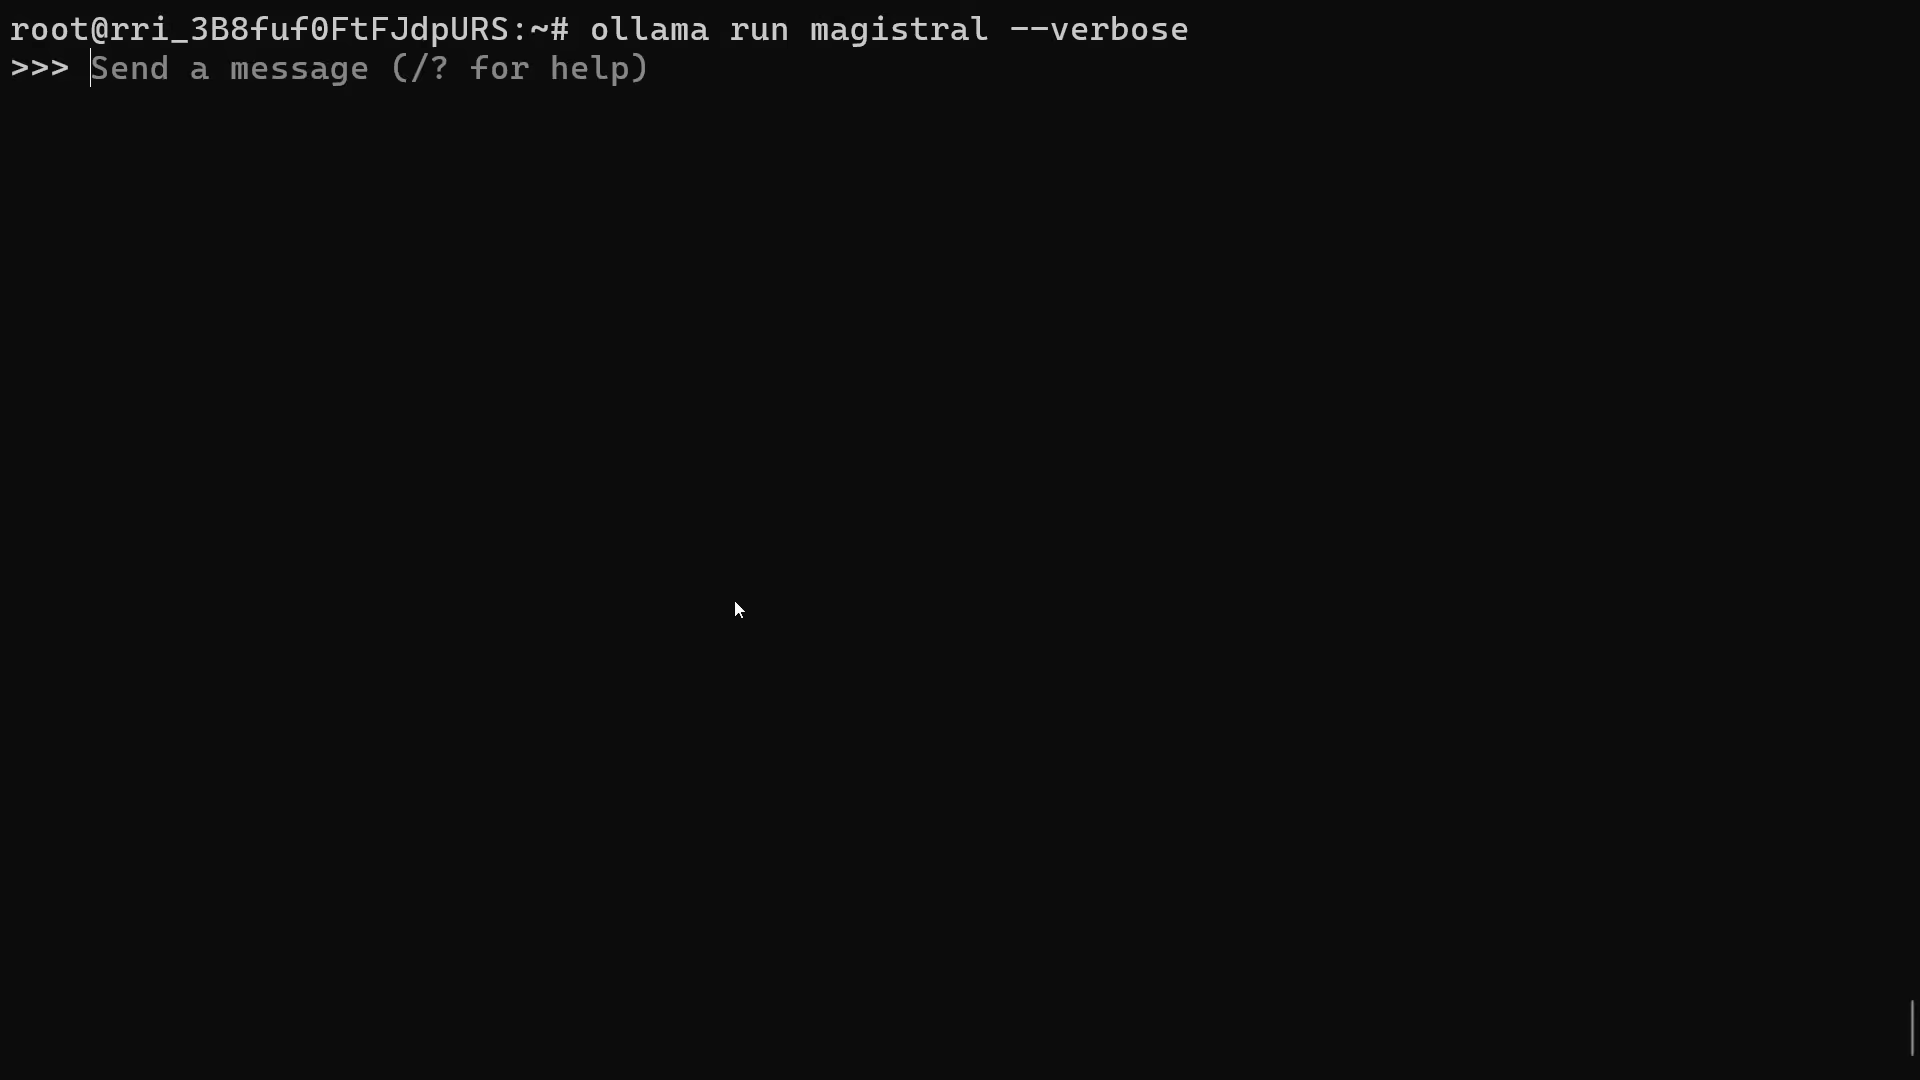 root@rri_3B8fuf0FtFJdpURS:~# ollama run magistral --verbose
>>> Send a message (/? for help)